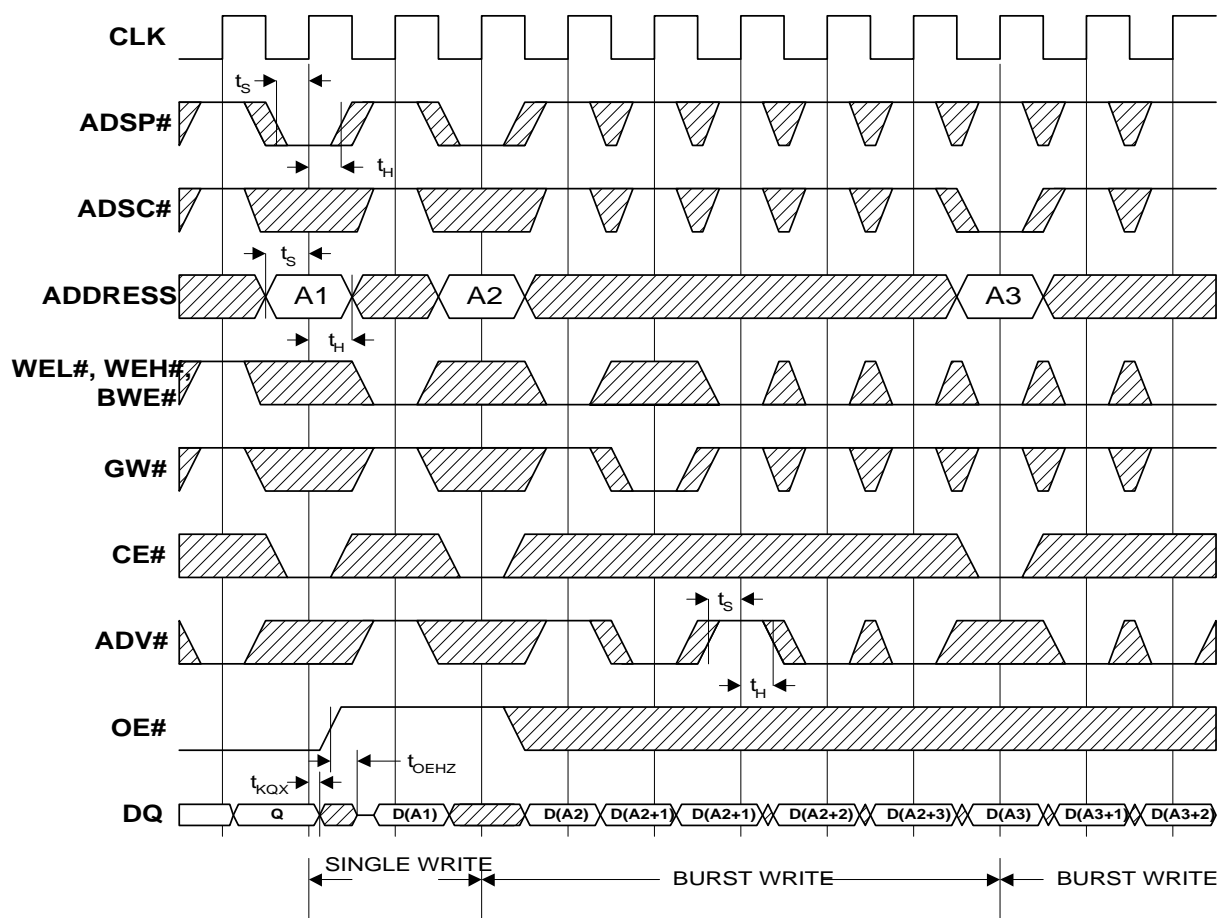 CLK
tS
ADSP#
tH
ADSC#
tS
ADDRESS A1 A2 A3
tH
WEL#, WEH#,
BWE#
GW#
CE#
tS
ADV#
tH
OE#
tOEHZ
tKQX
DQ Q D(A1) D(A2) D(A2+1) D(A2+1) D(A2+2) D(A2+3) D(A3) D(A3+1) D(A3+2)
SINGLE WRITE BURST WRITE BURST WRITE